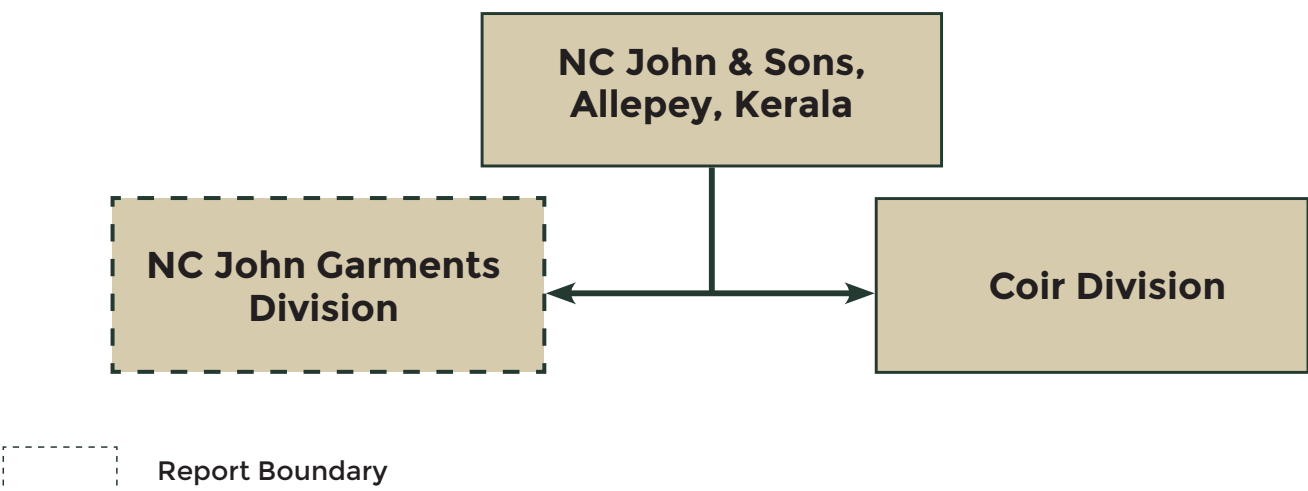 NC John & Sons,
Allepey, Kerala
NC John Garments
Division
Coir Division
Report Boundary